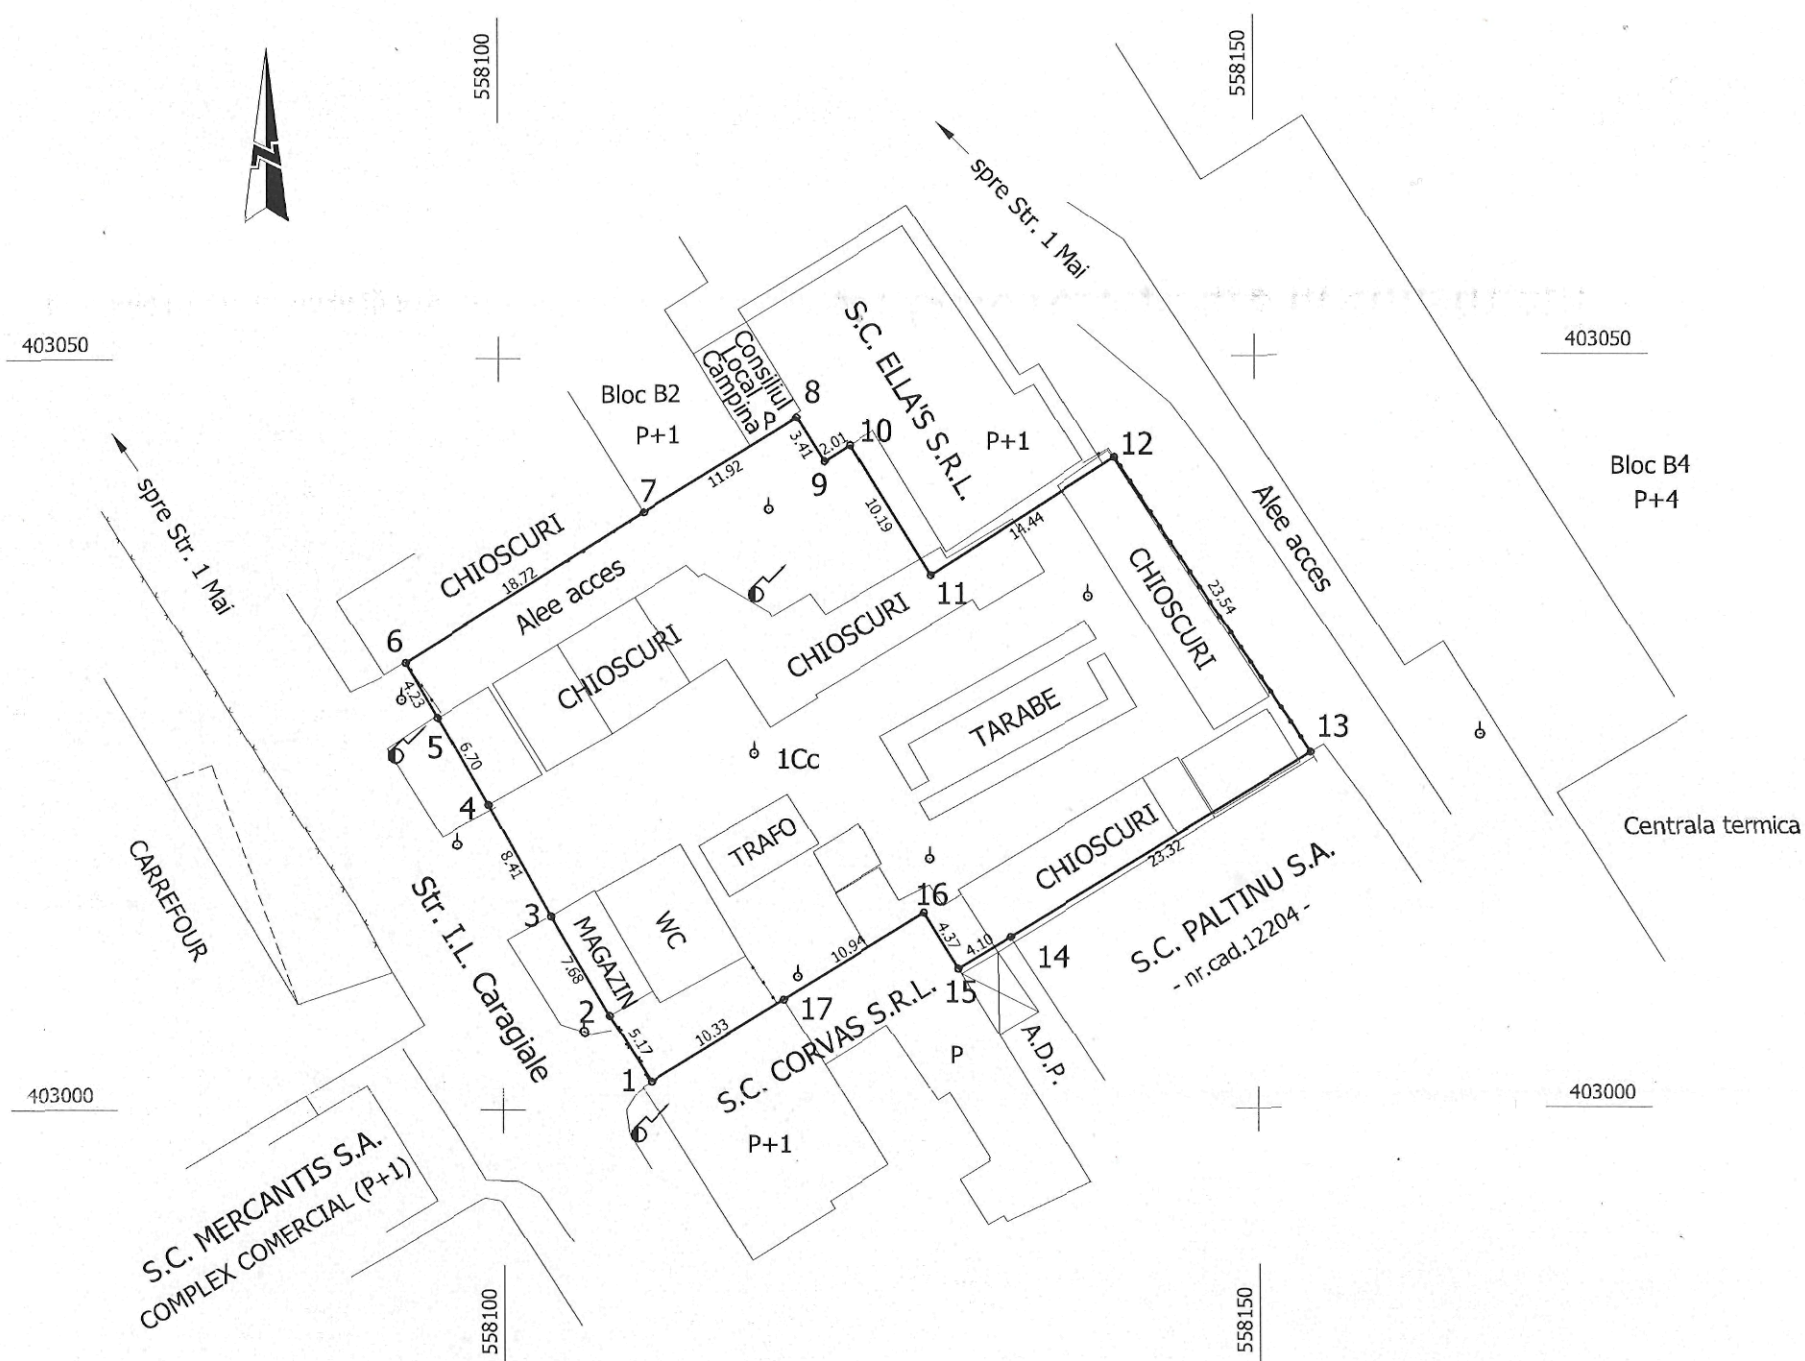 558100
558150
spre Str. 1 Mai
403050
403050
S.C. ELLA'S S.R.L.
P+1
Consiliul
Local
Campina
Bloc B2
P+1
8
3.41
2.01
10
9
12
Bloc B4
P+4
11.92
7
10.19
14.44
Alee acces
spre Str. 1 Mai
CHIOSCURI
18.72
Alee acces
11
CHIOSCURI
23.54
6
4.23
CHIOSCURI
CHIOSCURI
TARABE
13
5
6.70
1Cc
4
TRAFO
CHIOSCURI
23.32
Centrala termica
CARREFOUR
8.41
Str. I.L. Caragiale
3
MAGAZIN
WC
7.68
16
4.37
4.10
10.94
14
S.C. PALTINU S.A.
- nr.cad.12204 -
15
17
2
5.17
10.33
S.C. CORVAS S.R.L.
P
A.D.P.
1
P+1
403000
403000
S.C. MERCANTIS S.A.
COMPLEX COMERCIAL (P+1)
558100
558150